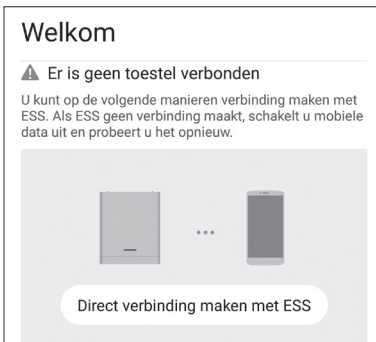 Welkom
Er is geen toestel verbonden
U kunt op de volgende manieren verbinding maken met
ESS. Als ESS geen verbinding maakt, schakelt u mobiele
data uit en probeert u het opnieuw.
Direct verbinding maken met ESS